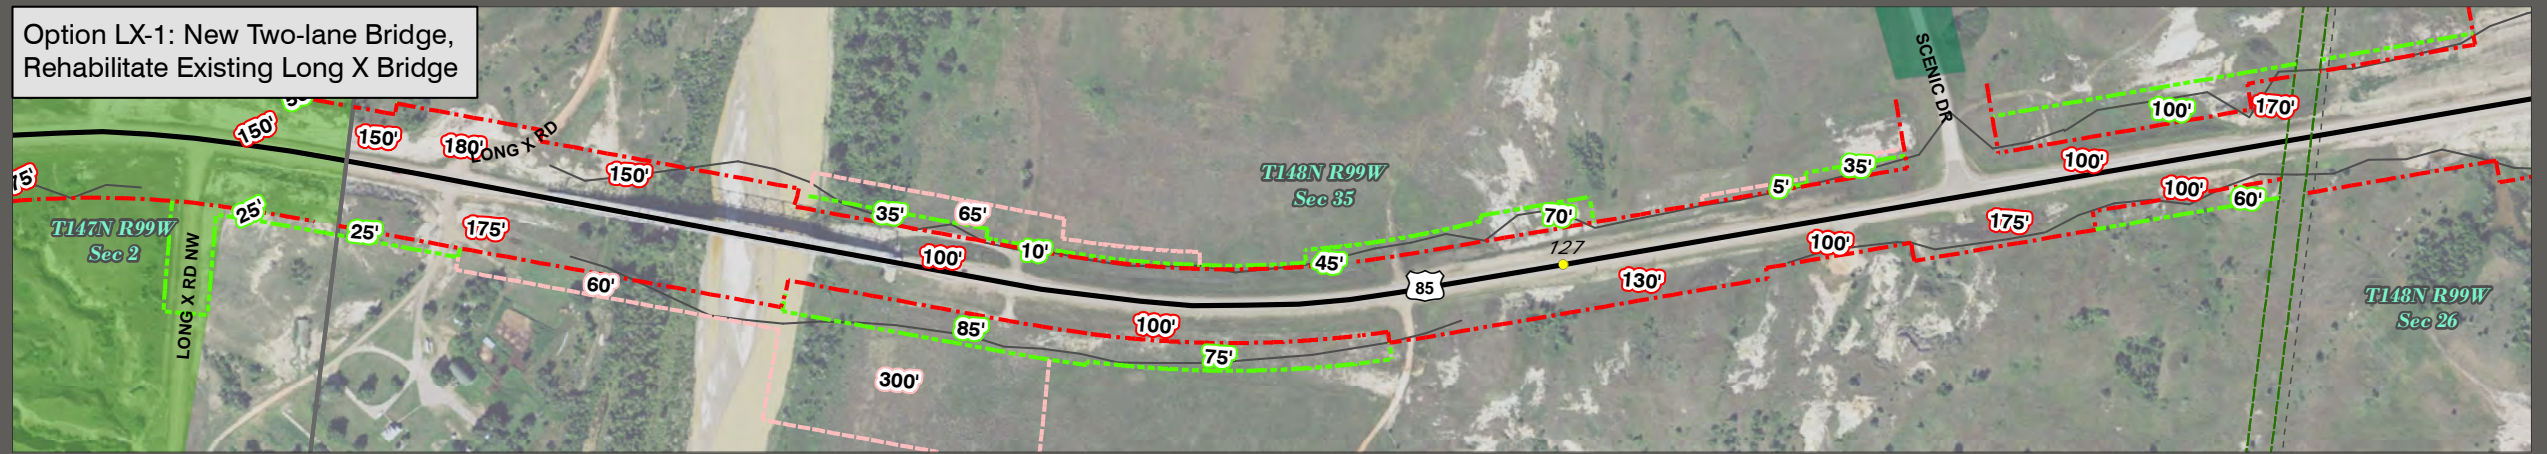 Option LX-1: New Two-lane Bridge,
Rehabilitate Existing Long X Bridge
150'
150'
180'
LONG X RD
150'
75'
25'
25'
175'
T147N R99W
Sec 2
LONG X RD NW
60'
35'
65'
100'
10'
85'
100'
75'
300'
T148N R99W
Sec 35
45'
70'
127
85
5'
35'
130'
100'
SCENIC DR
100'
170'
100'
100'
60'
175'
T148N R99W
Sec 26